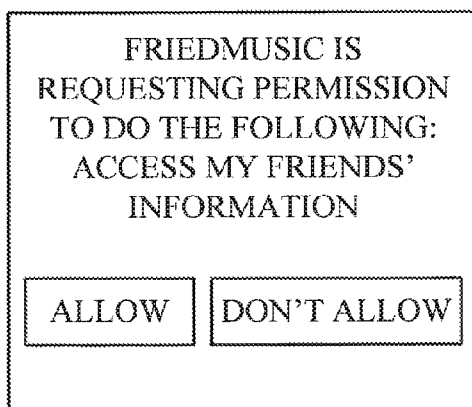 FRIEDMUSIC IS
REQUESTING PERMISSION
TO DO THE FOLLOWING:
ACCESS MY FRIENDS'
INFORMATION
ALLOW DON'T ALLOW